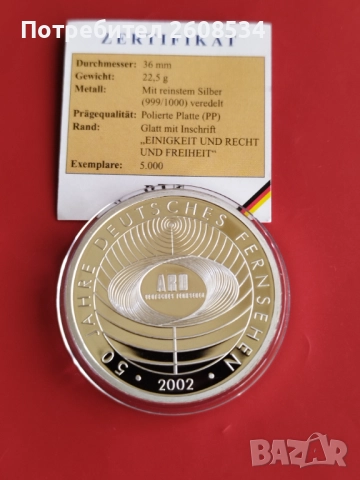 Потребител 2608534
ZERTIFIKAT
Durchmesser: 36 mm
Gewicht: 22,5 g
Metall: Mit reinstem Silber
(999/1000) veredelt
Prägequalität: Polierte Platte (PP)
Rand: Glatt mit Inschrift
„EINIGKEIT UND RECHT
UND FREIHEIT“
Exemplare: 5.000
50 JAHRE DEUTSCHES FERNSEHEN
ARD
DEUTSCHES FERNSEHEN
· 2002 ·
BAZAR